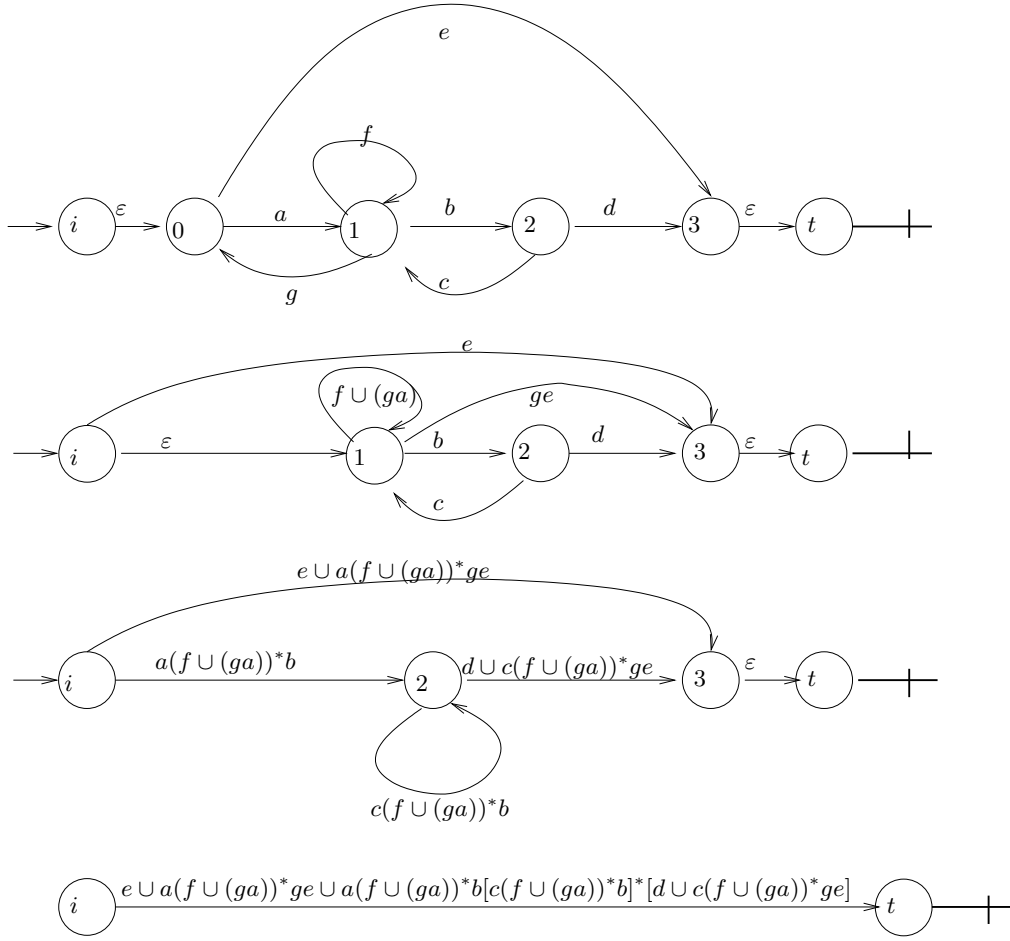 e
f
i ε 0 a 1 b 2 d 3 ε t
g c
e
f ∪ (ga) ge
i ε 1 b 2 d 3 ε t
c
e ∪ a(f ∪ (ga))*ge
i a(f ∪ (ga))*b 2 d ∪ c(f ∪ (ga))*ge 3 ε t
c(f ∪ (ga))*b
i e ∪ a(f ∪ (ga))*ge ∪ a(f ∪ (ga))*b[c(f ∪ (ga))*b]*[d ∪ c(f ∪ (ga))*ge] t